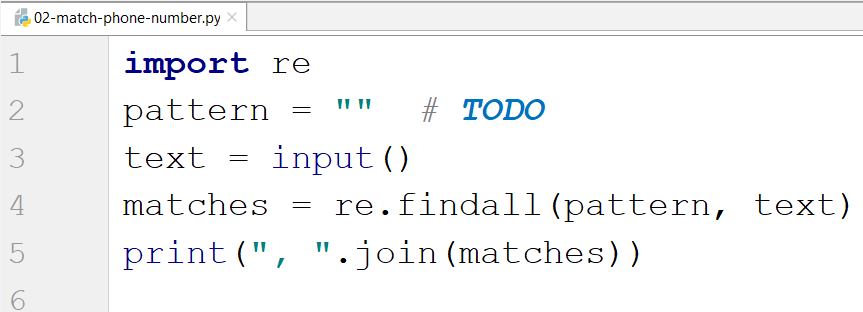 02-match-phone-number.py
1 import re
2 pattern = "" # TODO
3 text = input()
4 matches = re.findall(pattern, text)
5 print(", ".join(matches))
6